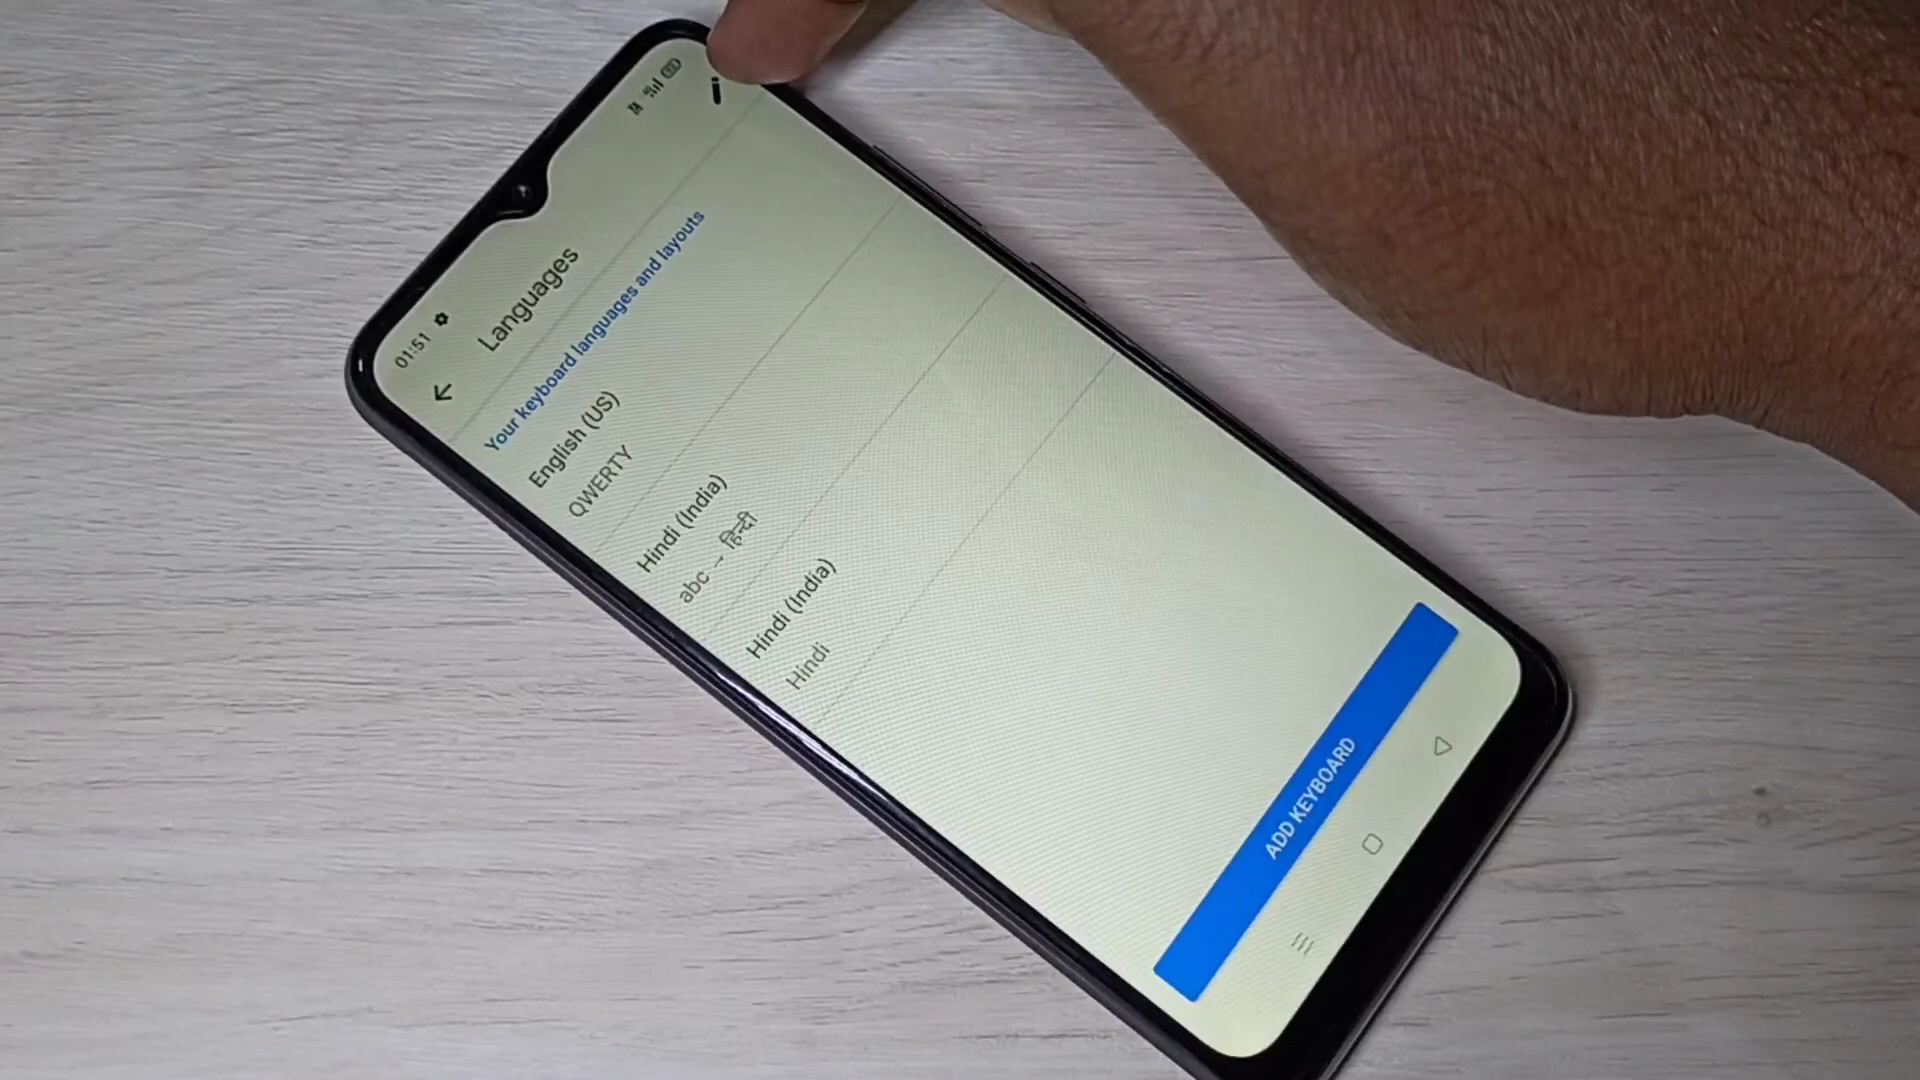 01:51
Languages
Your keyboard languages and layouts
English (US)
QWERTY
Hindi (India)
abc → हिन्दी
Hindi (India)
Hindi
ADD KEYBOARD